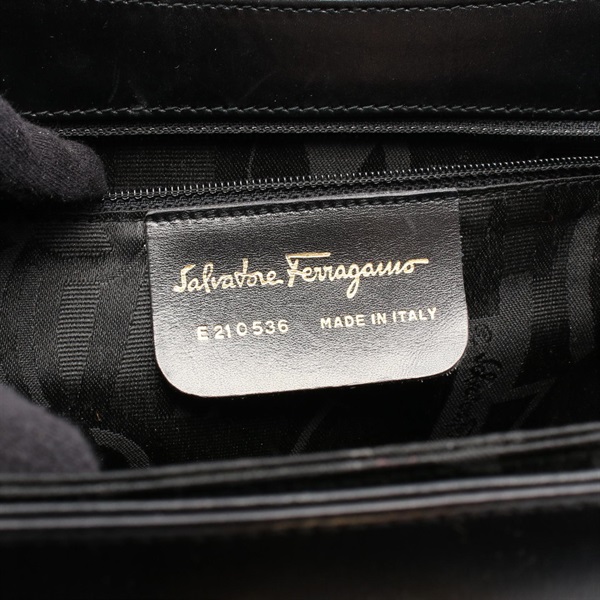 Salvatore Ferragamo
E210536 MADE IN ITALY